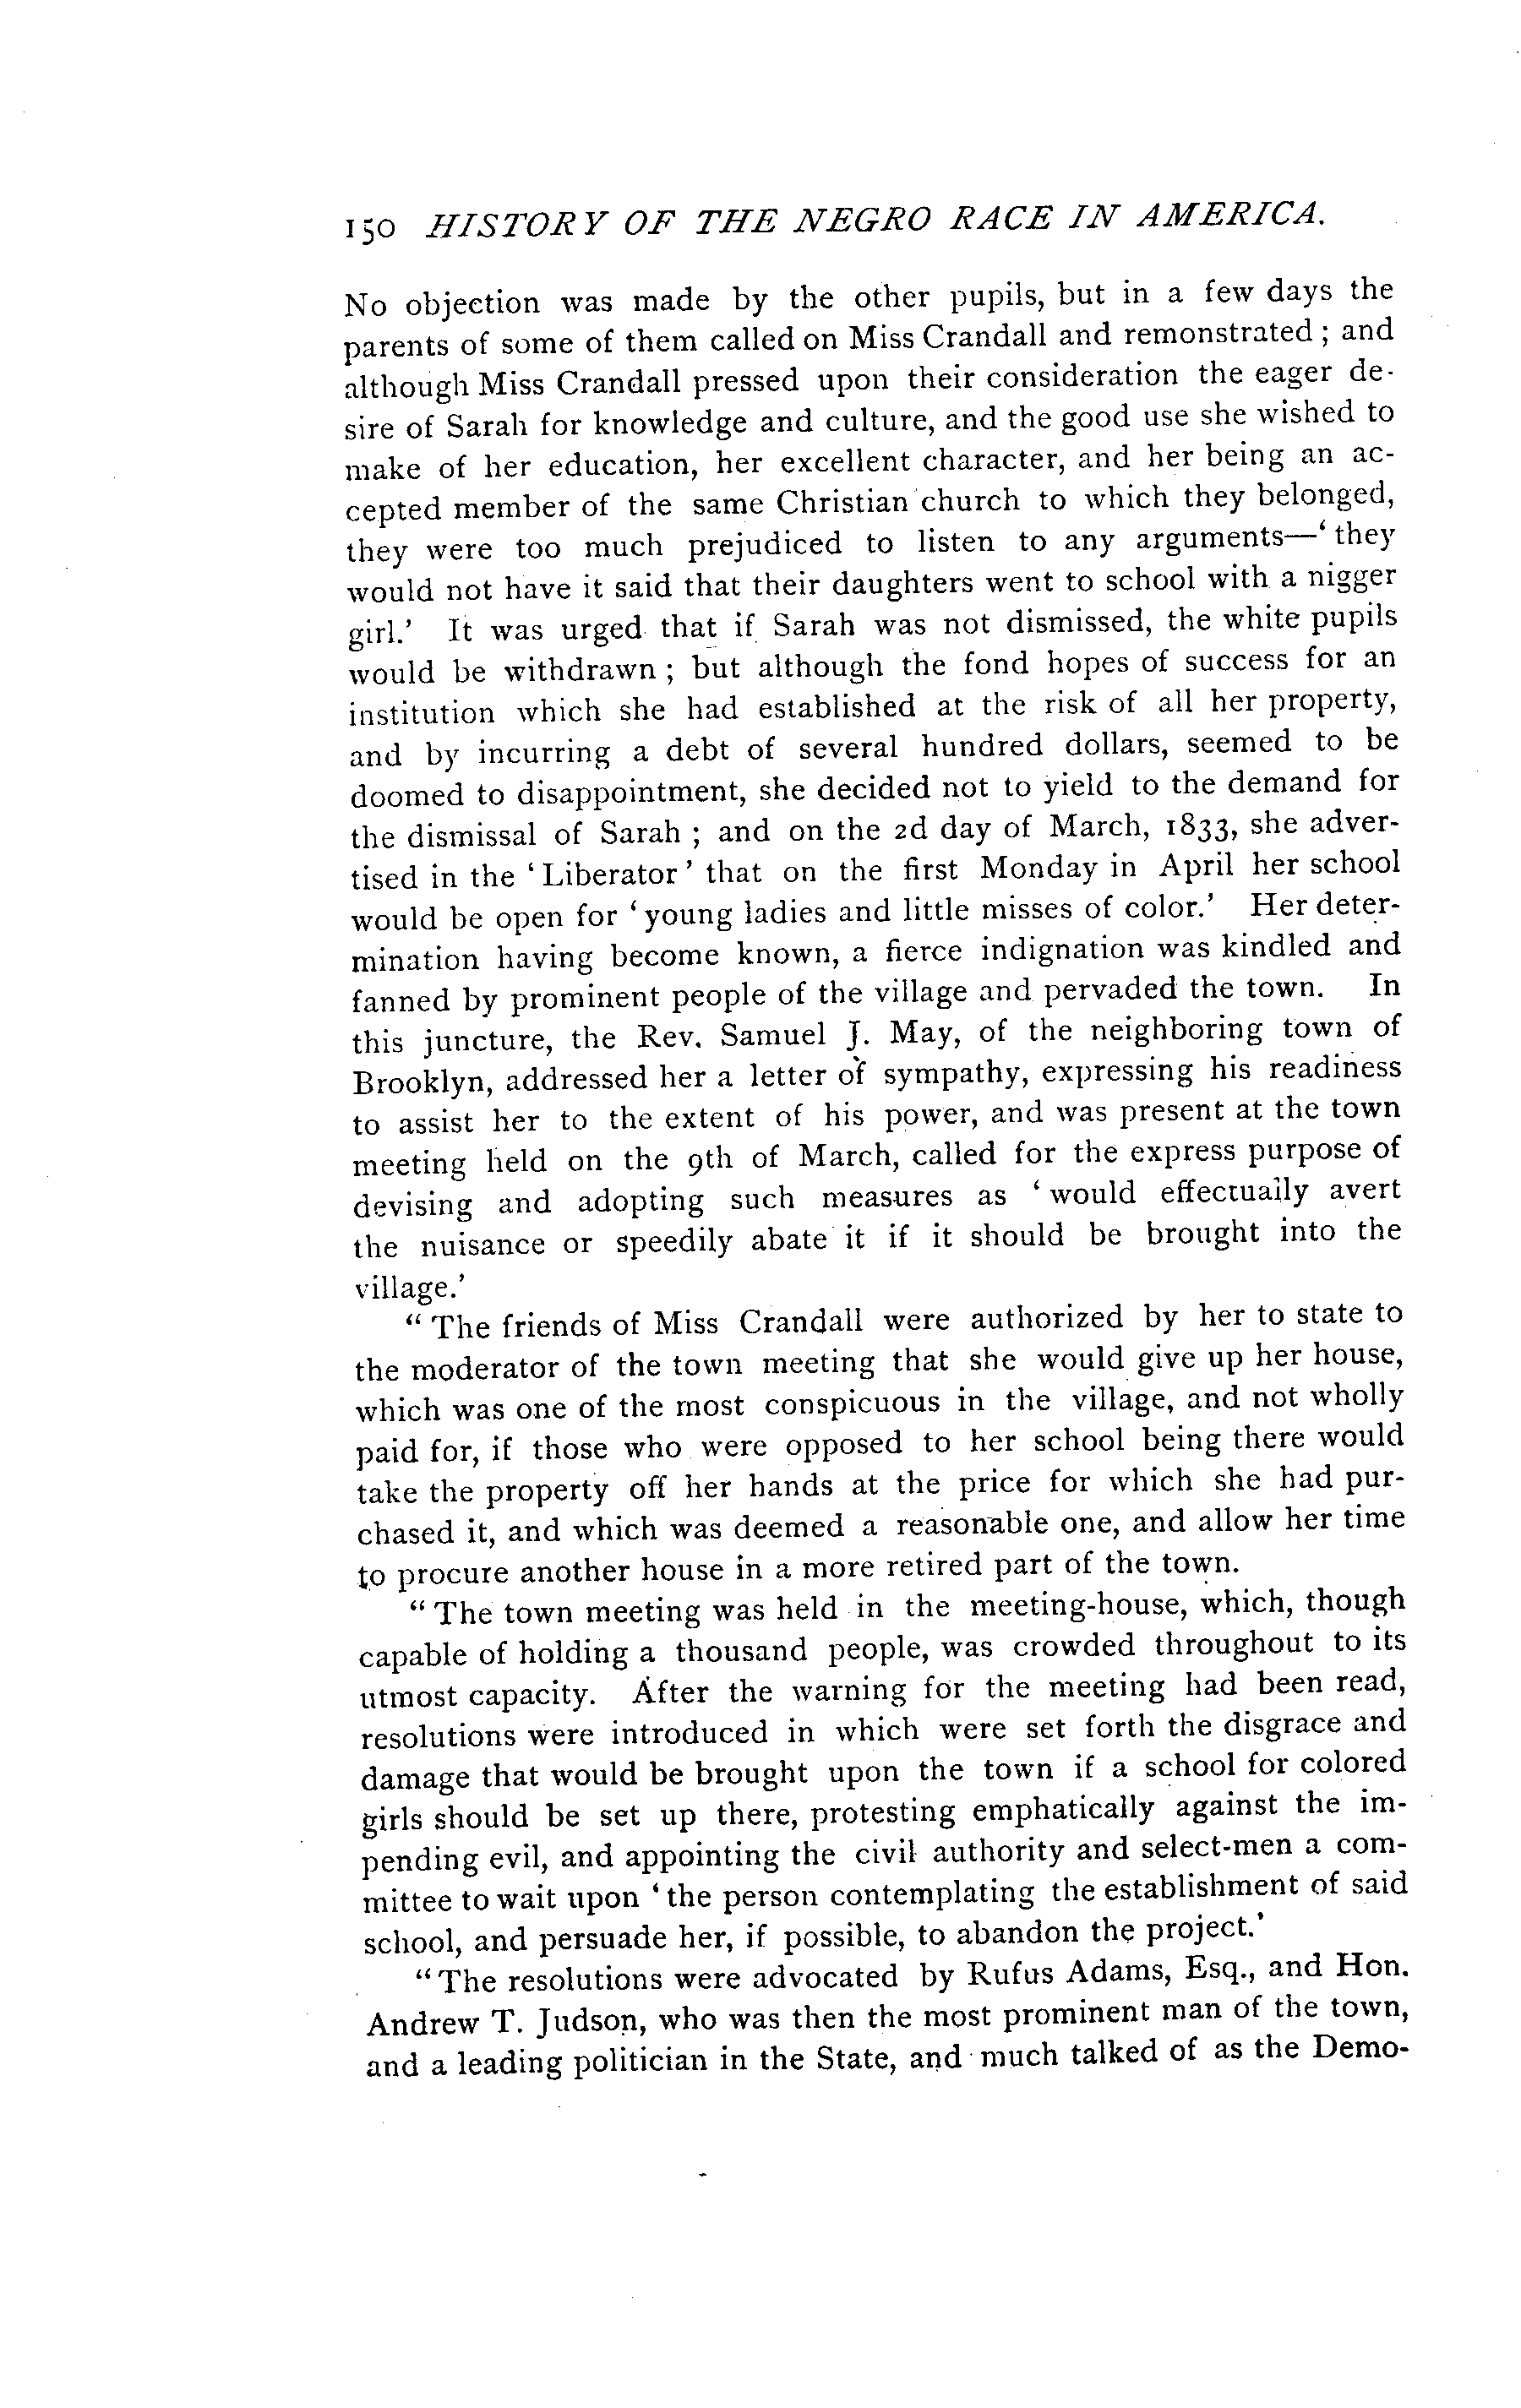 150 HISTORY OF THE NEGRO RACE IN AMERICA.
No objection was made by the other pupils, but in a few days the
parents of some of them called on Miss Crandall and remonstrated ; and
although Miss Crandall pressed upon their consideration the eager de-
sire of Sarah for knowledge and culture, and the good use she wished to
make of her education, her excellent character, and her being an ac-
cepted member of the same Christian church to which they belonged,
they were too much prejudiced to listen to any arguments—‘ they
would not have it said that their daughters went to school with a nigger
girl.’ It was urged that if Sarah was not dismissed, the white pupils
would be withdrawn ; but although the fond hopes of success for an
institution which she had established at the risk of all her property,
and by incurring a debt of several hundred dollars, seemed to be
doomed to disappointment, she decided not to yield to the demand for
the dismissal of Sarah ; and on the 2d day of March, 1833, she adver-
tised in the ‘ Liberator ’ that on the first Monday in April her school
would be open for ‘ young ladies and little misses of color.’ Her deter-
mination having become known, a fierce indignation was kindled and
fanned by prominent people of the village and pervaded the town. In
this juncture, the Rev. Samuel J. May, of the neighboring town of
Brooklyn, addressed her a letter of sympathy, expressing his readiness
to assist her to the extent of his power, and was present at the town
meeting held on the 9th of March, called for the express purpose of
devising and adopting such measures as ‘ would effectually avert
the nuisance or speedily abate it if it should be brought into the
village.’
“ The friends of Miss Crandall were authorized by her to state to
the moderator of the town meeting that she would give up her house,
which was one of the most conspicuous in the village, and not wholly
paid for, if those who were opposed to her school being there would
take the property off her hands at the price for which she had pur-
chased it, and which was deemed a reasonable one, and allow her time
to procure another house in a more retired part of the town.
“ The town meeting was held in the meeting-house, which, though
capable of holding a thousand people, was crowded throughout to its
utmost capacity. After the warning for the meeting had been read,
resolutions were introduced in which were set forth the disgrace and
damage that would be brought upon the town if a school for colored
girls should be set up there, protesting emphatically against the im-
pending evil, and appointing the civil authority and select-men a com-
mittee to wait upon ‘ the person contemplating the establishment of said
school, and persuade her, if possible, to abandon the project.’
“ The resolutions were advocated by Rufus Adams, Esq., and Hon.
Andrew T. Judson, who was then the most prominent man of the town,
and a leading politician in the State, and much talked of as the Demo-